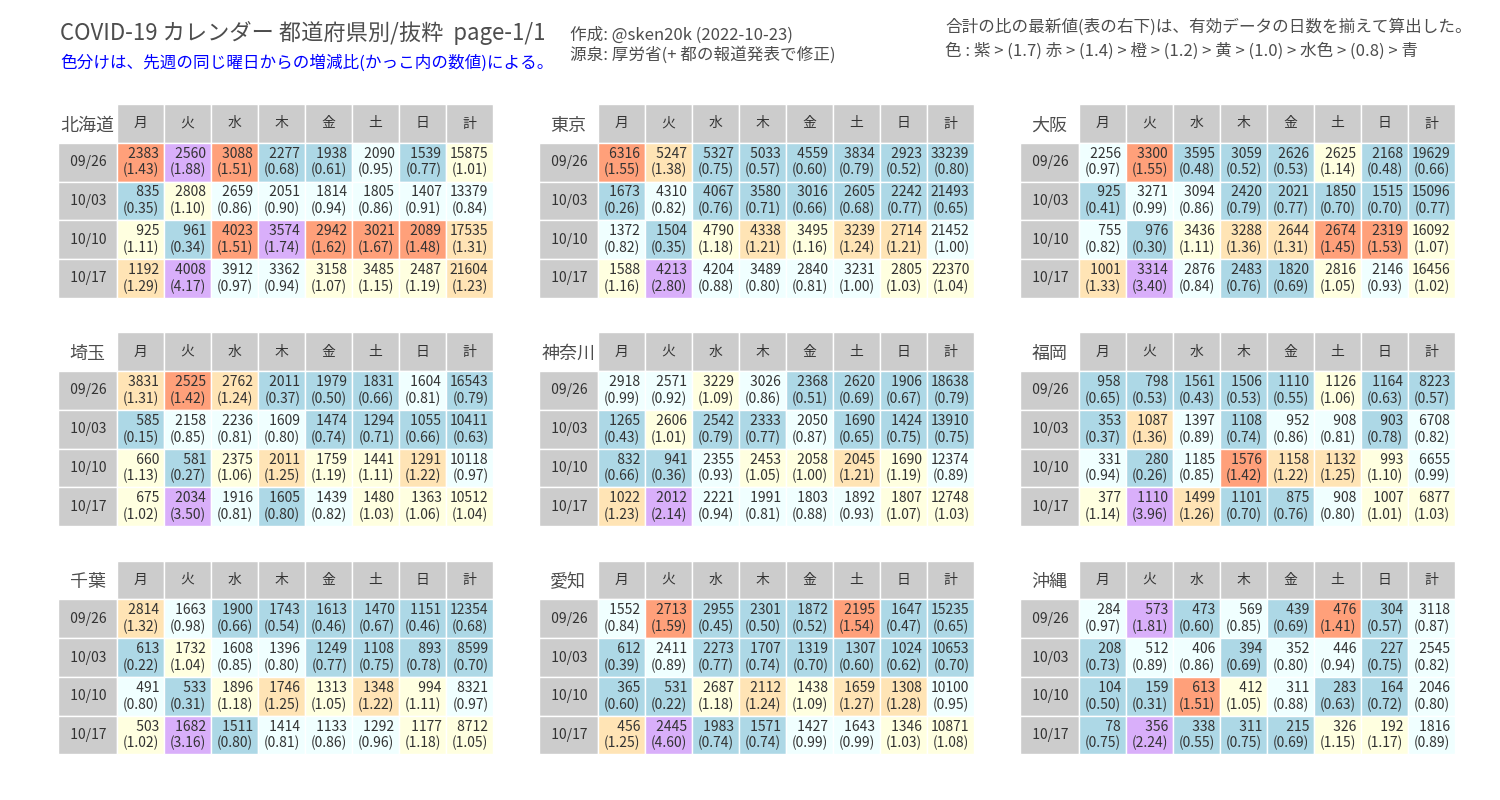 COVID-19 カレンダー 都道府県別/抜粋 page-1/1
色分けは、先週の同じ曜日からの増減比(かっこ内の数値)による。
作成: @sken20k (2022-10-23)
源泉: 厚労省(+ 都の報道発表で修正)
合計の比の最新値(表の右下)は、有効データの日数を揃えて算出した。
色 : 紫 > (1.7) 赤 > (1.4) > 橙 > (1.2) > 黄 > (1.0) > 水色 > (0.8) > 青
北海道 月 火 水 木 金 土 日 計
09/26 2383 2560 3088 2277 1938 2090 1539 15875
(1.43) (1.88) (1.51) (0.68) (0.61) (0.95) (0.77) (1.01)
10/03 835 2808 2659 2051 1814 1805 1407 13379
(0.35) (1.10) (0.86) (0.90) (0.94) (0.86) (0.91) (0.84)
10/10 925 961 4023 3574 2942 3021 2089 17535
(1.11) (0.34) (1.51) (1.74) (1.62) (1.67) (1.48) (1.31)
10/17 1192 4008 3912 3362 3158 3485 2487 21604
(1.29) (4.17) (0.97) (0.94) (1.07) (1.15) (1.19) (1.23)
東京 月 火 水 木 金 土 日 計
09/26 6316 5247 5327 5033 4559 3834 2923 33239
(1.55) (1.38) (0.75) (0.57) (0.60) (0.79) (0.52) (0.80)
10/03 1673 4310 4067 3580 3016 2605 2242 21493
(0.26) (0.82) (0.76) (0.71) (0.66) (0.68) (0.77) (0.65)
10/10 1372 1504 4790 4338 3495 3239 2714 21452
(0.82) (0.35) (1.18) (1.21) (1.16) (1.24) (1.21) (1.00)
10/17 1588 4213 4204 3489 2840 3231 2805 22370
(1.16) (2.80) (0.88) (0.80) (0.81) (1.00) (1.03) (1.04)
大阪 月 火 水 木 金 土 日 計
09/26 2256 3300 3595 3059 2626 2625 2168 19629
(0.97) (1.55) (0.48) (0.52) (0.53) (1.14) (0.48) (0.66)
10/03 925 3271 3094 2420 2021 1850 1515 15096
(0.41) (0.99) (0.86) (0.79) (0.77) (0.70) (0.70) (0.77)
10/10 755 976 3436 3288 2644 2674 2319 16092
(0.82) (0.30) (1.11) (1.36) (1.31) (1.45) (1.53) (1.07)
10/17 1001 3314 2876 2483 1820 2816 2146 16456
(1.33) (3.40) (0.84) (0.76) (0.69) (1.05) (0.93) (1.02)
埼玉 月 火 水 木 金 土 日 計
09/26 3831 2525 2762 2011 1979 1831 1604 16543
(1.31) (1.42) (1.24) (0.37) (0.50) (0.66) (0.81) (0.79)
10/03 585 2158 2236 1609 1474 1294 1055 10411
(0.15) (0.85) (0.81) (0.80) (0.74) (0.71) (0.66) (0.63)
10/10 660 581 2375 2011 1759 1441 1291 10118
(1.13) (0.27) (1.06) (1.25) (1.19) (1.11) (1.22) (0.97)
10/17 675 2034 1916 1605 1439 1480 1363 10512
(1.02) (3.50) (0.81) (0.80) (0.82) (1.03) (1.06) (1.04)
神奈川 月 火 水 木 金 土 日 計
09/26 2918 2571 3229 3026 2368 2620 1906 18638
(0.99) (0.92) (1.09) (0.86) (0.51) (0.69) (0.67) (0.79)
10/03 1265 2606 2542 2333 2050 1690 1424 13910
(0.43) (1.01) (0.79) (0.77) (0.87) (0.65) (0.75) (0.75)
10/10 832 941 2355 2453 2058 2045 1690 12374
(0.66) (0.36) (0.93) (1.05) (1.00) (1.21) (1.19) (0.89)
10/17 1022 2012 2221 1991 1803 1892 1807 12748
(1.23) (2.14) (0.94) (0.81) (0.88) (0.93) (1.07) (1.03)
福岡 月 火 水 木 金 土 日 計
09/26 958 798 1561 1506 1110 1126 1164 8223
(0.65) (0.53) (0.43) (0.53) (0.55) (1.06) (0.63) (0.57)
10/03 353 1087 1397 1108 952 908 903 6708
(0.37) (1.36) (0.89) (0.74) (0.86) (0.81) (0.78) (0.82)
10/10 331 280 1185 1576 1158 1132 993 6655
(0.94) (0.26) (0.85) (1.42) (1.22) (1.25) (1.10) (0.99)
10/17 377 1110 1499 1101 875 908 1007 6877
(1.14) (3.96) (1.26) (0.70) (0.76) (0.80) (1.01) (1.03)
千葉 月 火 水 木 金 土 日 計
09/26 2814 1663 1900 1743 1613 1470 1151 12354
(1.32) (0.98) (0.66) (0.54) (0.46) (0.67) (0.46) (0.68)
10/03 613 1732 1608 1396 1249 1108 893 8599
(0.22) (1.04) (0.85) (0.80) (0.77) (0.75) (0.78) (0.70)
10/10 491 533 1896 1746 1313 1348 994 8321
(0.80) (0.31) (1.18) (1.25) (1.05) (1.22) (1.11) (0.97)
10/17 503 1682 1511 1414 1133 1292 1177 8712
(1.02) (3.16) (0.80) (0.81) (0.86) (0.96) (1.18) (1.05)
愛知 月 火 水 木 金 土 日 計
09/26 1552 2713 2955 2301 1872 2195 1647 15235
(0.84) (1.59) (0.45) (0.50) (0.52) (1.54) (0.47) (0.65)
10/03 612 2411 2273 1707 1319 1307 1024 10653
(0.39) (0.89) (0.77) (0.74) (0.70) (0.60) (0.62) (0.70)
10/10 365 531 2687 2112 1438 1659 1308 10100
(0.60) (0.22) (1.18) (1.24) (1.09) (1.27) (1.28) (0.95)
10/17 456 2445 1983 1571 1427 1643 1346 10871
(1.25) (4.60) (0.74) (0.74) (0.99) (0.99) (1.03) (1.08)
沖縄 月 火 水 木 金 土 日 計
09/26 284 573 473 569 439 476 304 3118
(0.97) (1.81) (0.60) (0.85) (0.69) (1.41) (0.57) (0.87)
10/03 208 512 406 394 352 446 227 2545
(0.73) (0.89) (0.86) (0.69) (0.80) (0.94) (0.75) (0.82)
10/10 104 159 613 412 311 283 164 2046
(0.50) (0.31) (1.51) (1.05) (0.88) (0.63) (0.72) (0.80)
10/17 78 356 338 311 215 326 192 1816
(0.75) (2.24) (0.55) (0.75) (0.69) (1.15) (1.17) (0.89)